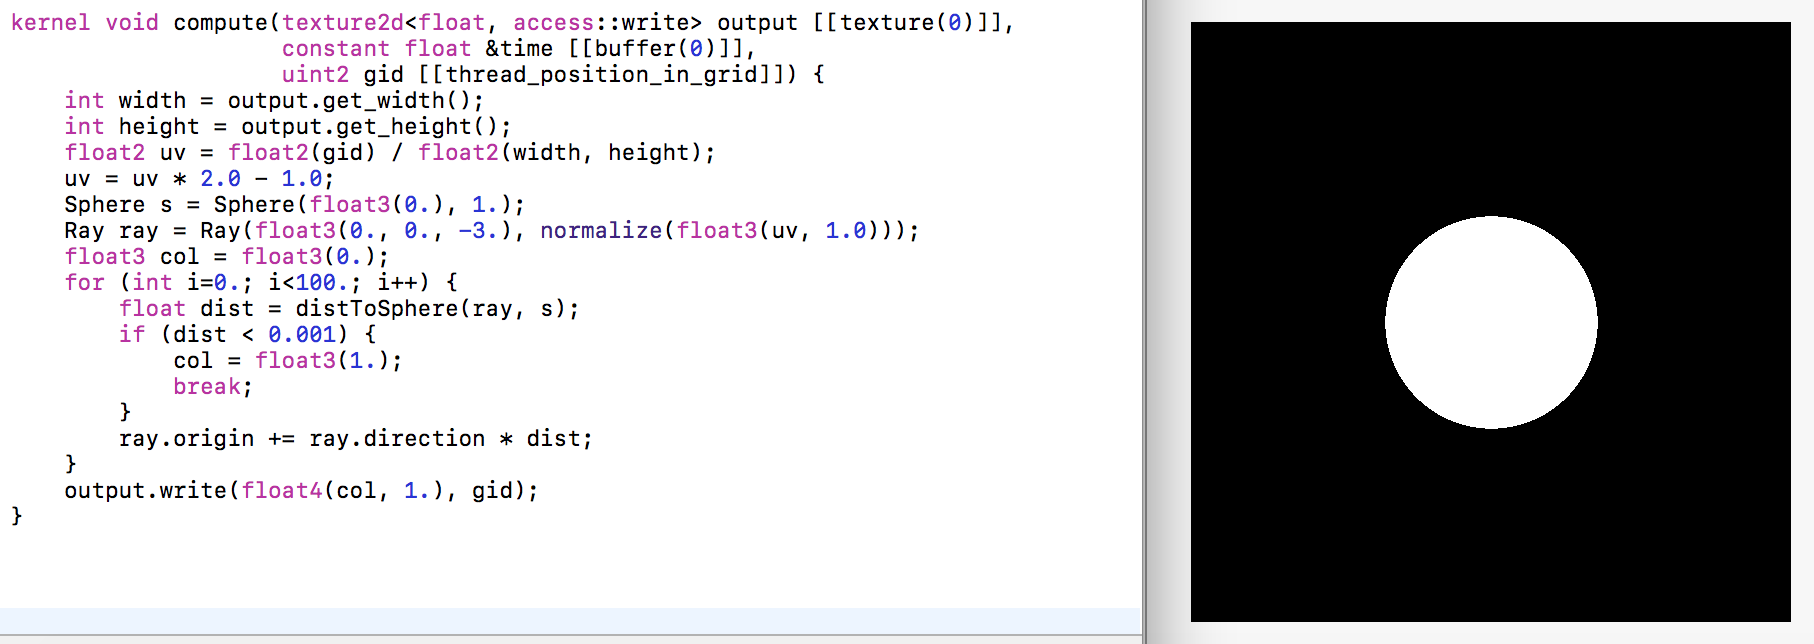 kernel void compute(texture2d<float, access::write> output [[texture(0)]],
                    constant float &time [[buffer(0)]],
                    uint2 gid [[thread_position_in_grid]]) {
    int width = output.get_width();
    int height = output.get_height();
    float2 uv = float2(gid) / float2(width, height);
    uv = uv * 2.0 - 1.0;
    Sphere s = Sphere(float3(0.), 1.);
    Ray ray = Ray(float3(0., 0., -3.), normalize(float3(uv, 1.0)));
    float3 col = float3(0.);
    for (int i=0.; i<100.; i++) {
        float dist = distToSphere(ray, s);
        if (dist < 0.001) {
            col = float3(1.);
            break;
        }
        ray.origin += ray.direction * dist;
    }
    output.write(float4(col, 1.), gid);
}